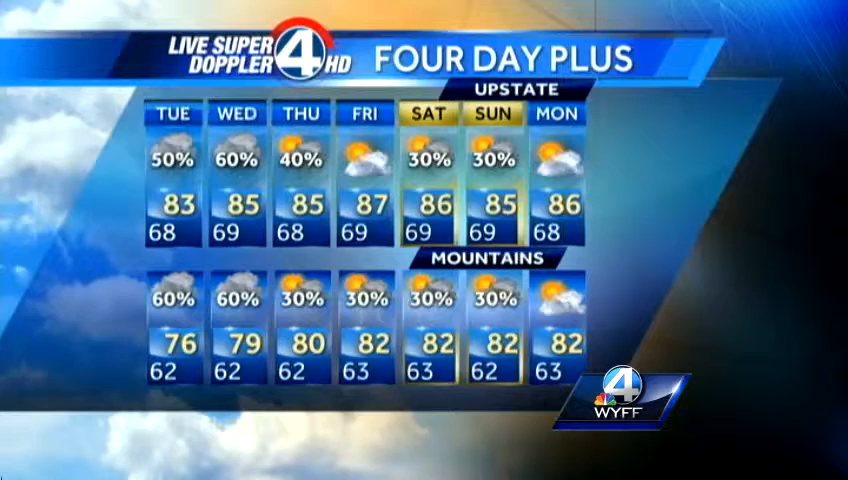 LIVE SUPER
DOPPLER 4 HD
FOUR DAY PLUS
UPSTATE
TUE WED THU FRI SAT SUN MON
50% 60% 40% 30% 30%
83 85 85 87 86 85 86
68 69 68 69 69 69 68
MOUNTAINS
60% 60% 30% 30% 30% 30%
76 79 80 82 82 82 82
62 62 62 63 63 62 63
4
WYFF